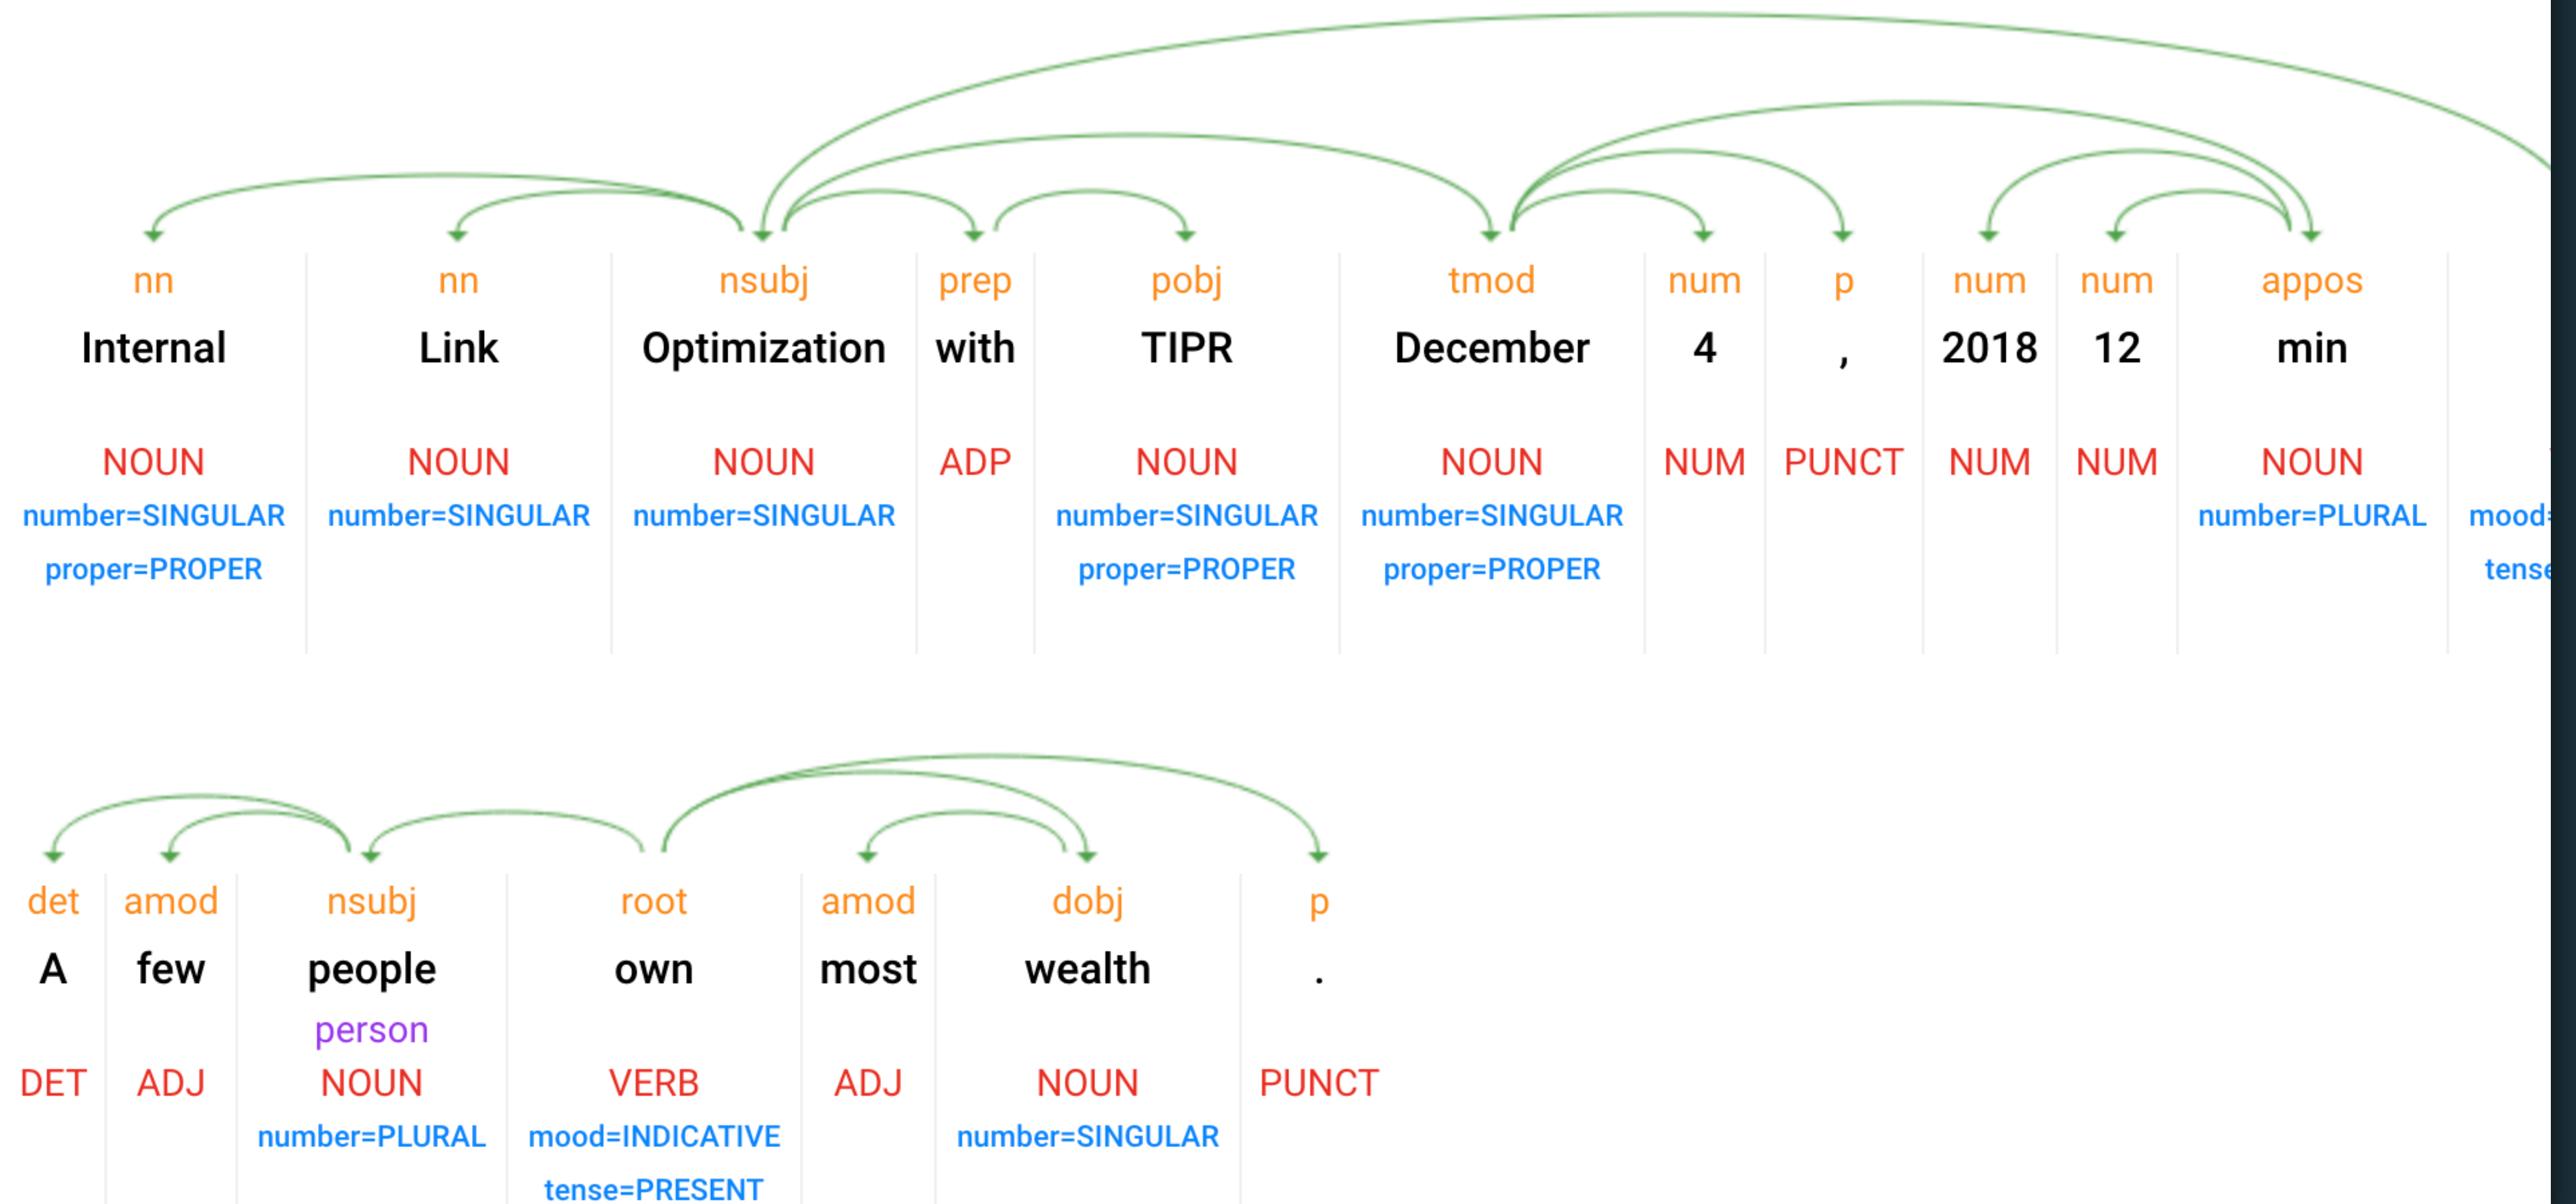 nn nn nsubj prep pobj tmod num p num num appos
Internal Link Optimization with TIPR December 4 , 2018 12 min
NOUN NOUN NOUN ADP NOUN NOUN NUM PUNCT NUM NUM NOUN
number=SINGULAR number=SINGULAR number=SINGULAR number=SINGULAR number=SINGULAR number=PLURAL mood=
proper=PROPER proper=PROPER proper=PROPER tense
det amod nsubj root amod dobj p
A few people own most wealth .
person
DET ADJ NOUN VERB ADJ NOUN PUNCT
number=PLURAL mood=INDICATIVE number=SINGULAR
tense=PRESENT